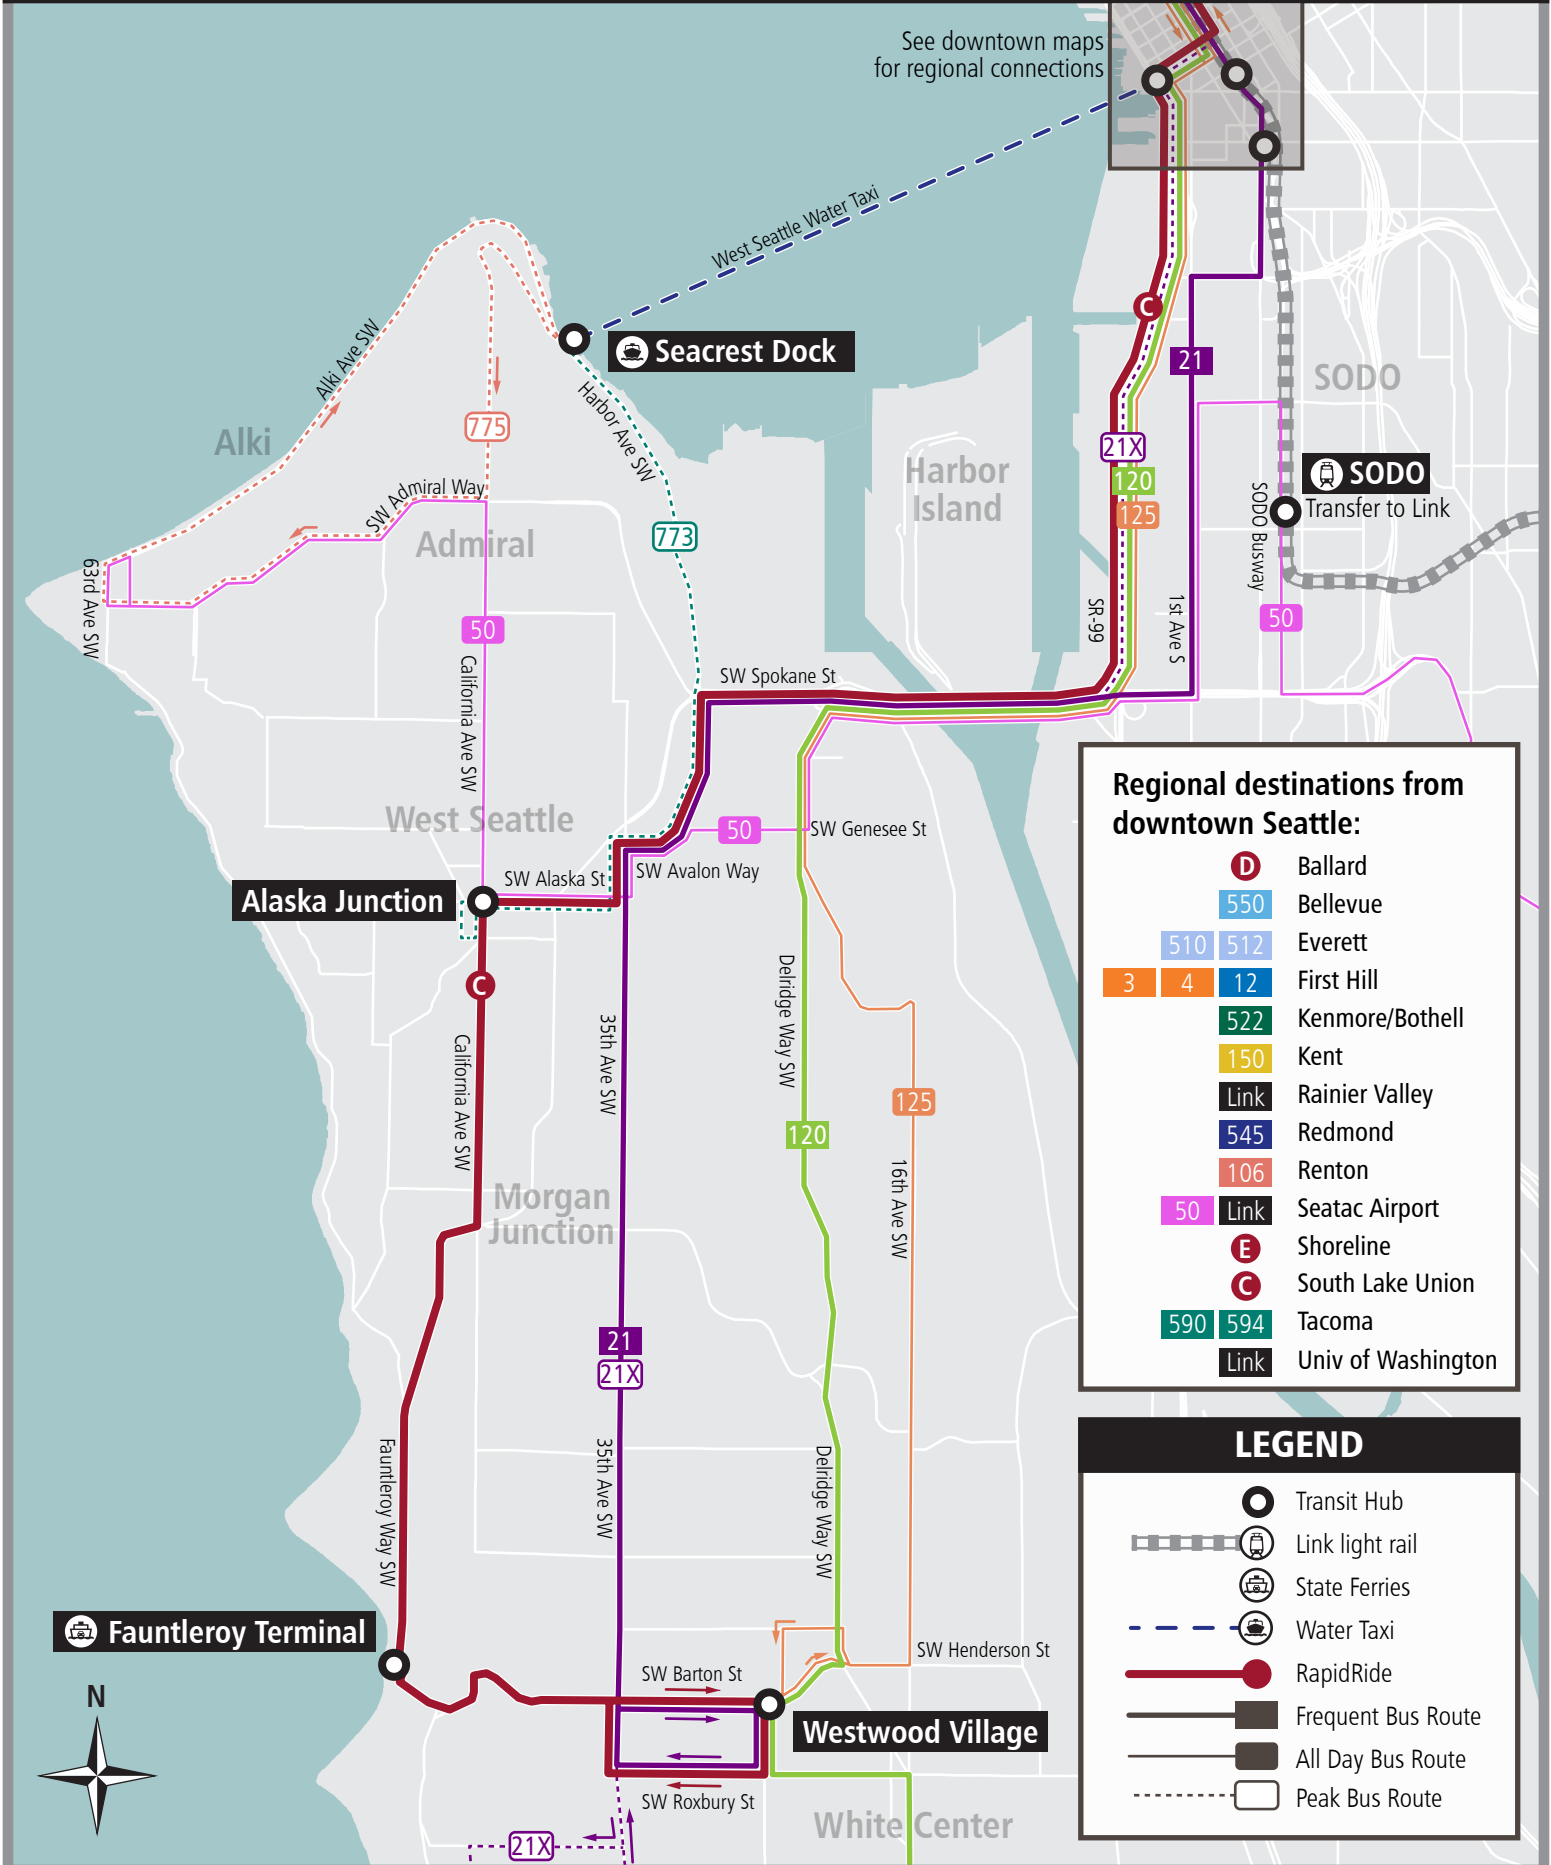 See downtown maps
for regional connections
West Seattle Water Taxi
C
Seacrest Dock
21
SODO
Alki Ave SW
Harbor Ave SW
775
Alki
21X
Harbor
Island
120
SODO
SW Admiral Way
SODO Busway
Transfer to Link
125
773
Admiral
63rd Ave SW
50
SR-99
1st Ave S
50
California Ave SW
SW Spokane St
West Seattle
50
SW Genesee St
SW Alaska St
SW Avalon Way
Alaska Junction
C
Delridge Way SW
35th Ave SW
California Ave SW
125
120
16th Ave SW
Morgan
Junction
21
21X
Fauntleroy Way SW
35th Ave SW
Delridge Way SW
Fauntleroy Terminal
SW Henderson St
SW Barton St
N
Westwood Village
SW Roxbury St
White Center
21X
Regional destinations from
downtown Seattle:
D Ballard
550 Bellevue
510 512 Everett
3 4 12 First Hill
522 Kenmore/Bothell
150 Kent
Link Rainier Valley
545 Redmond
106 Renton
50 Link Seatac Airport
E Shoreline
C South Lake Union
590 594 Tacoma
Link Univ of Washington
LEGEND
Transit Hub
Link light rail
State Ferries
Water Taxi
RapidRide
Frequent Bus Route
All Day Bus Route
Peak Bus Route